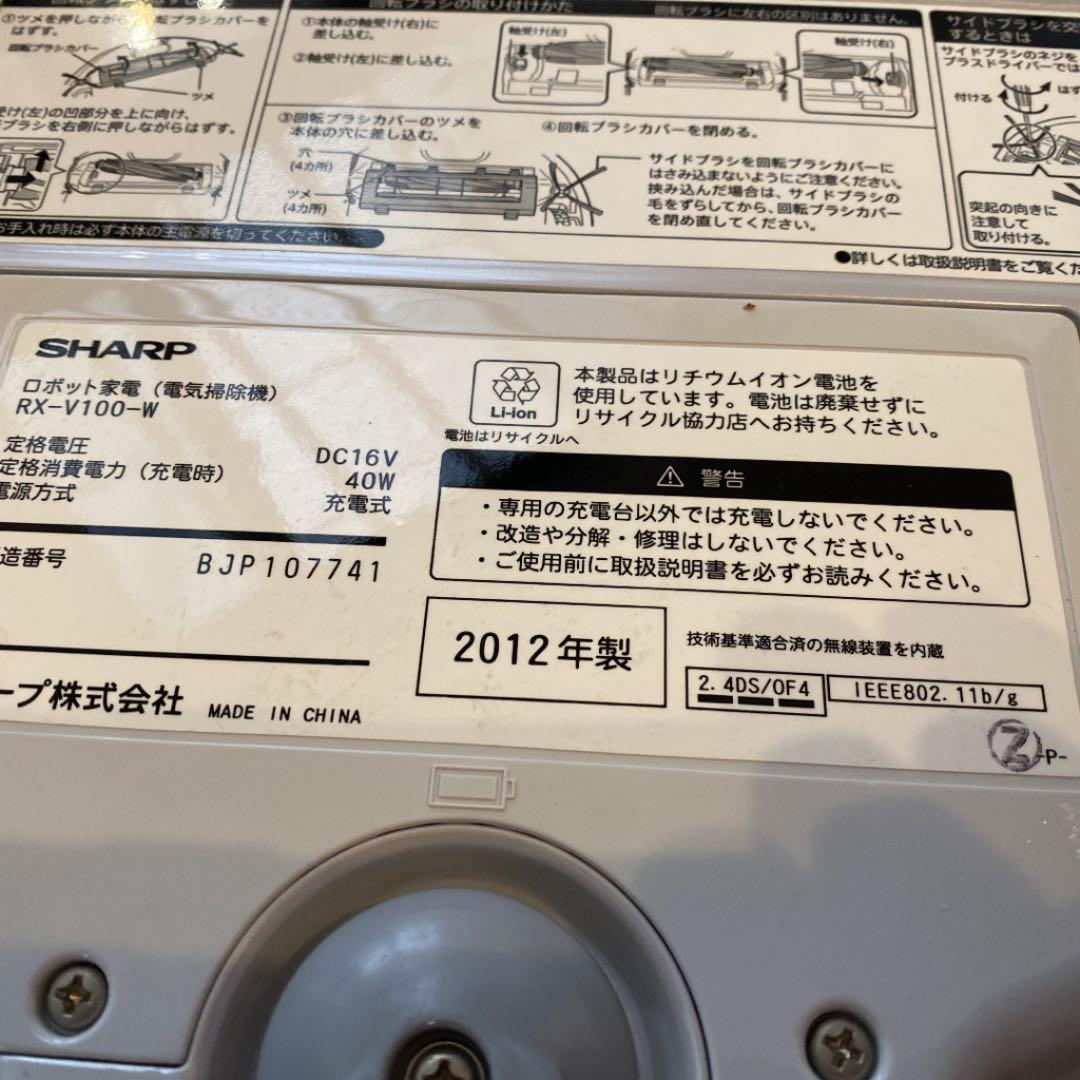 ①ツメを押しながら
はずす。
回転ブラシカバー
ツメ
受け(左)の凹部分を上に向け、
ブラシを右側に押しながらはずす。
お手入れ時は必ず本体の主電源を切ってください。
回転ブラシの取り付けかた
回転ブラシに左右の区別はありません。
①本体の軸受け(右)に
差し込む。
②軸受け(左)に差し込む。
軸受け(左)
軸受け(右)
③回転ブラシカバーのツメを
本体の穴に差し込む。
穴
(4カ所)
ツメ
(4カ所)
④回転ブラシカバーを閉める。
サイドブラシを回転ブラシカバーに
はさみ込まないようにご注意ください。
挟み込んだ場合は、サイドブラシの
毛をずらしてから、回転ブラシカバー
を閉め直してください。
サイドブラシを交
するときは
サイドブラシのネジを
プラスドライバーでは
付ける
はず
突起の向きに
注意して
取り付ける。
●詳しくは取扱説明書をご覧くだ
SHARP
ロボット家電（電気掃除機）
RX-V100-W
定格電圧 DC16V
定格消費電力（充電時） 40W
電源方式 充電式
造番号 BJP107741
ープ株式会社 MADE IN CHINA
Li-ion
電池はリサイクルへ
本製品はリチウムイオン電池を
使用しています。電池は廃棄せずに
リサイクル協力店へお持ちください。
⚠ 警告
・専用の充電台以外では充電しないでください。
・改造や分解・修理はしないでください。
・ご使用前に取扱説明書を必ずお読みください。
2012年製
技術基準適合済の無線装置を内蔵
2.4DS/OF4 IEEE802.11b/g
-P-